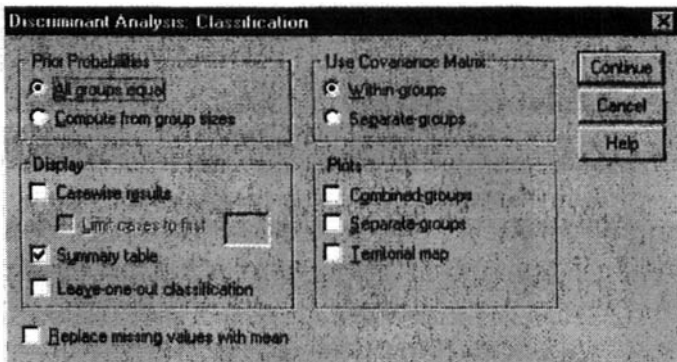 Discriminant Analysis: Classification
Prior Probabilities
All groups equal
Compute from group sizes
Use Covariance Matrix
Within-groups
Separate-groups
Continue
Cancel
Help
Display
Casewise results
Limit cases to first
Summary table
Leave-one-out classification
Plots
Combined-groups
Separate-groups
Territorial map
Replace missing values with mean